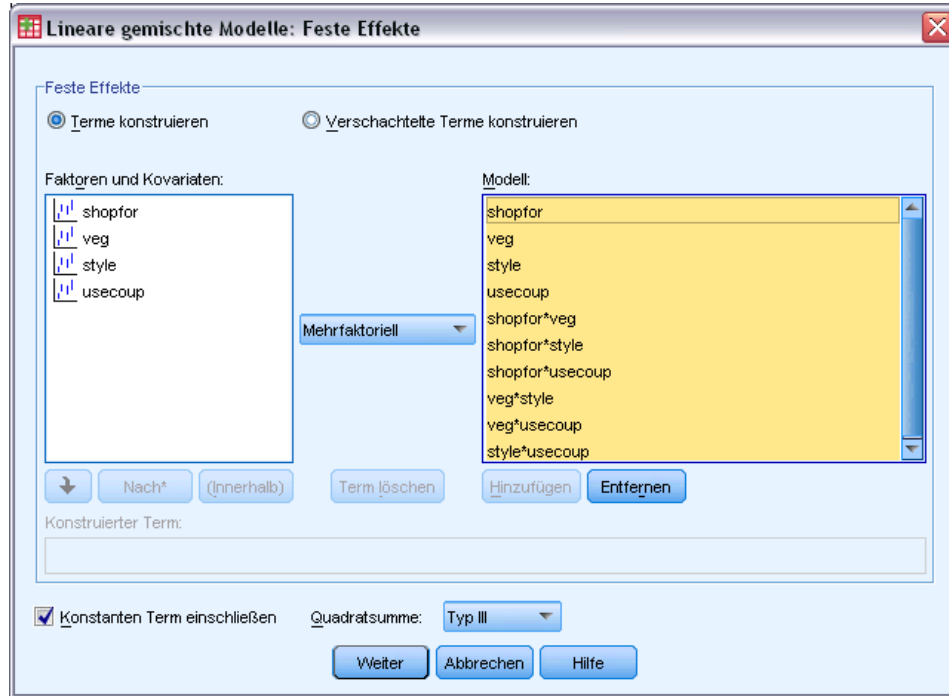 Lineare gemischte Modelle: Feste Effekte
Feste Effekte
Terme konstruieren
Verschachtelte Terme konstruieren
Faktoren und Kovariaten:
shopfor
veg
style
usecoup
Mehrfaktoriell
Modell:
shopfor
veg
style
usecoup
shopfor*veg
shopfor*style
shopfor*usecoup
veg*style
veg*usecoup
style*usecoup
Nach*
(Innerhalb)
Term löschen
Hinzufügen
Entfernen
Konstruierter Term:
Konstanten Term einschließen
Quadratsumme:
Typ III
Weiter
Abbrechen
Hilfe